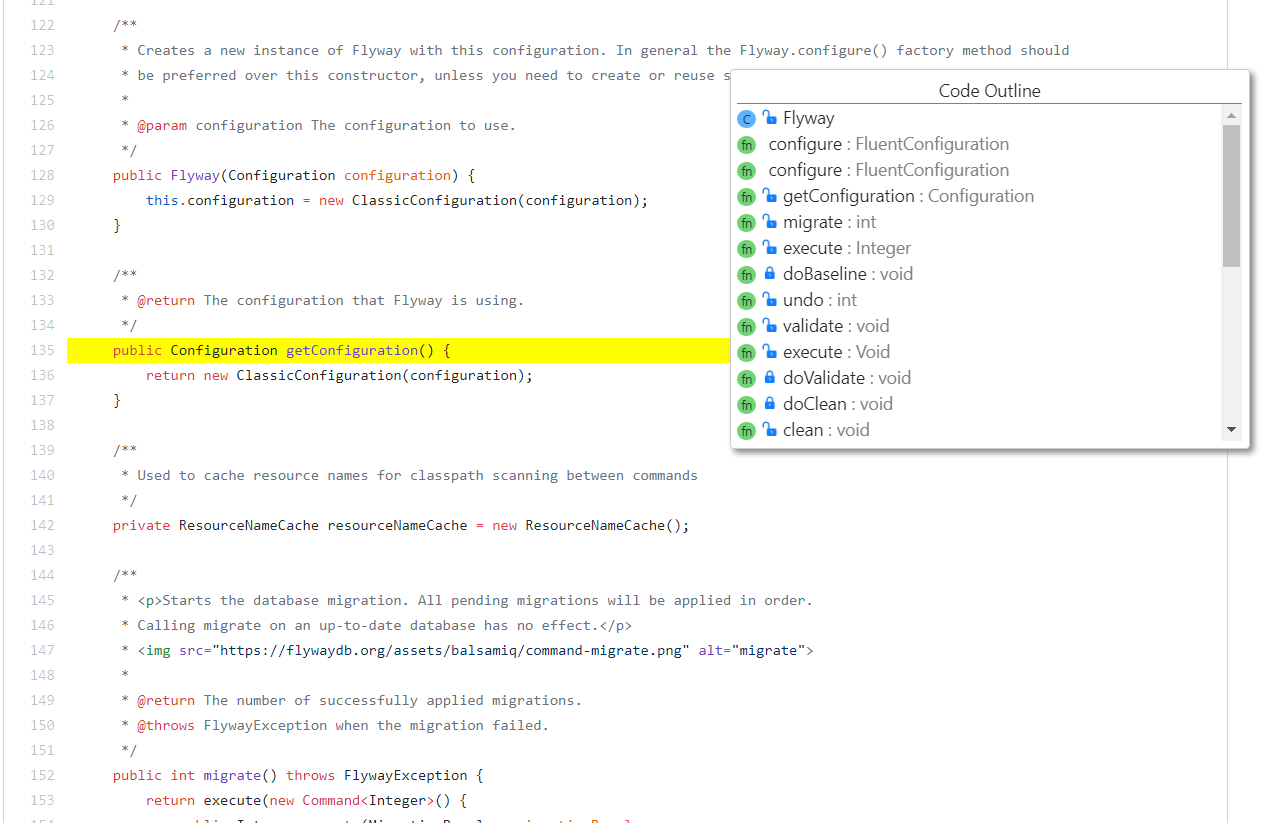 121
122 /**
123 * Creates a new instance of Flyway with this configuration. In general the Flyway.configure() factory method should
124 * be preferred over this constructor, unless you need to create or reuse s
125 *
126 * @param configuration The configuration to use.
127 */
128 public Flyway(Configuration configuration) {
129 this.configuration = new ClassicConfiguration(configuration);
130 }
131
132 /**
133 * @return The configuration that Flyway is using.
134 */
135 public Configuration getConfiguration() {
136 return new ClassicConfiguration(configuration);
137 }
138
139 /**
140 * Used to cache resource names for classpath scanning between commands
141 */
142 private ResourceNameCache resourceNameCache = new ResourceNameCache();
143
144 /**
145 * <p>Starts the database migration. All pending migrations will be applied in order.
146 * Calling migrate on an up-to-date database has no effect.</p>
147 * <img src="https://flywaydb.org/assets/balsamiq/command-migrate.png" alt="migrate">
148 *
149 * @return The number of successfully applied migrations.
150 * @throws FlywayException when the migration failed.
151 */
152 public int migrate() throws FlywayException {
153 return execute(new Command<Integer>() {
Code Outline
C Flyway
fn configure : FluentConfiguration
fn configure : FluentConfiguration
fn getConfiguration : Configuration
fn migrate : int
fn execute : Integer
fn doBaseline : void
fn undo : int
fn validate : void
fn execute : Void
fn doValidate : void
fn doClean : void
fn clean : void